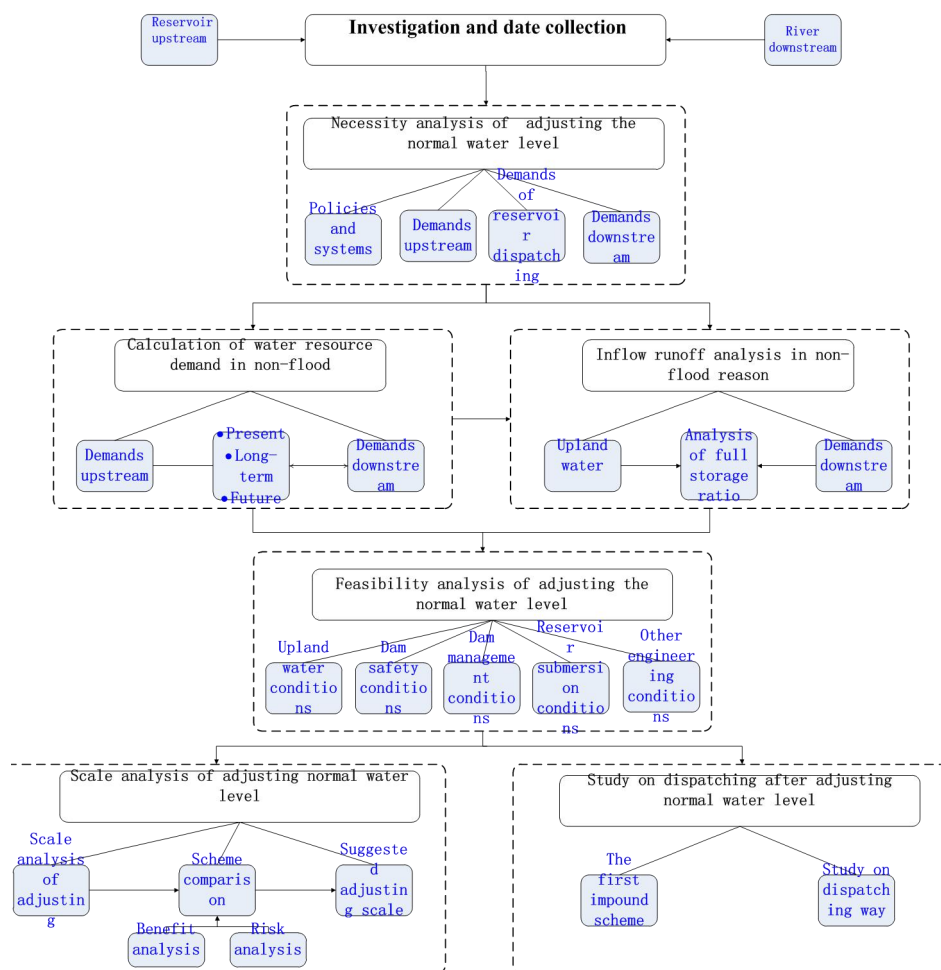 Reservoir
upstream
Investigation and date collection
River
downstream
Necessity analysis of adjusting the
normal water level
Policies
and
systems
Demands
upstream
Demands
of
reservoi
r
dispatch
ing
Demands
downstre
am
Calculation of water resource
demand in non-flood
Demands
upstream
•Present
•Long-
term
•Future
Demands
downstre
am
Inflow runoff analysis in non-
flood reason
Upland
water
Analysis
of full
storage
ratio
Demands
downstre
am
Feasibility analysis of adjusting the
normal water level
Upland
water
conditio
ns
Dam
safety
conditio
ns
Dam
manageme
nt
conditio
ns
Reservoi
r
submersi
on
conditio
ns
Other
engineer
ing
conditio
ns
Scale analysis of adjusting normal water
level
Scale
analysis
of
adjustin
g
Scheme
comparis
on
Suggeste
d
adjustin
g scale
Benefit
analysis
Risk
analysis
Study on dispatching after adjusting
normal water level
The
first
impound
scheme
Study on
dispatch
ing way